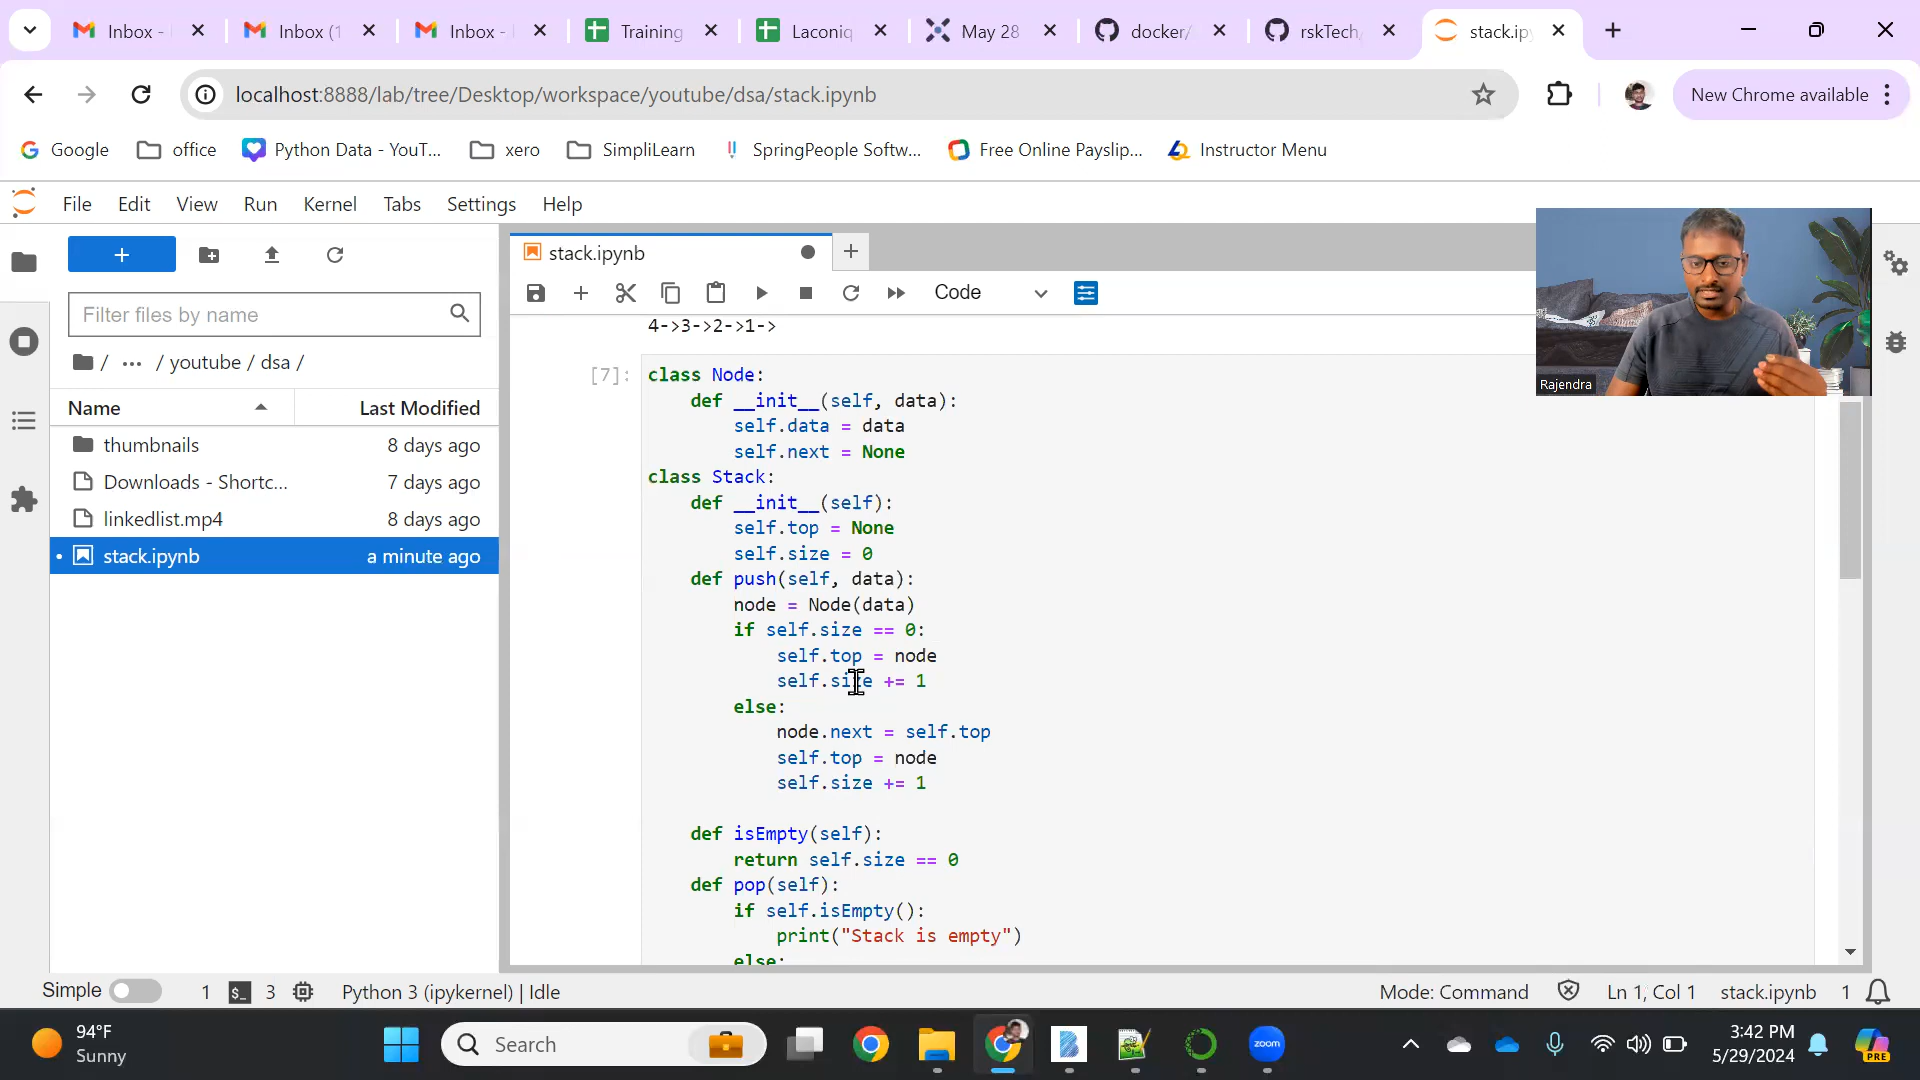 Inbox -
Inbox (1
Inbox -
Training
Laconiq
May 28
docker/
rskTech/
stack.ip
localhost:8888/lab/tree/Desktop/workspace/youtube/dsa/stack.ipynb
New Chrome available
Google
office
Python Data - YouT...
xero
SimpliLearn
SpringPeople Softw...
Free Online Payslip...
Instructor Menu
File Edit View Run Kernel Tabs Settings Help
+
Filter files by name
/ ··· / youtube / dsa /
Name Last Modified
thumbnails 8 days ago
Downloads - Shortc... 7 days ago
linkedlist.mp4 8 days ago
stack.ipynb a minute ago
stack.ipynb
Code
4->3->2->1->
[7]:
class Node:
    def __init__(self, data):
        self.data = data
        self.next = None
class Stack:
    def __init__(self):
        self.top = None
        self.size = 0
    def push(self, data):
        node = Node(data)
        if self.size == 0:
            self.top = node
            self.size += 1
        else:
            node.next = self.top
            self.top = node
            self.size += 1
    def isEmpty(self):
        return self.size == 0
    def pop(self):
        if self.isEmpty():
            print("Stack is empty")
        else:
Rajendra
Simple 1 $_ 3 Python 3 (ipykernel) | Idle Mode: Command Ln 1, Col 1 stack.ipynb 1
94°F
Sunny
Search
zoom
3:42 PM
5/29/2024
PRE